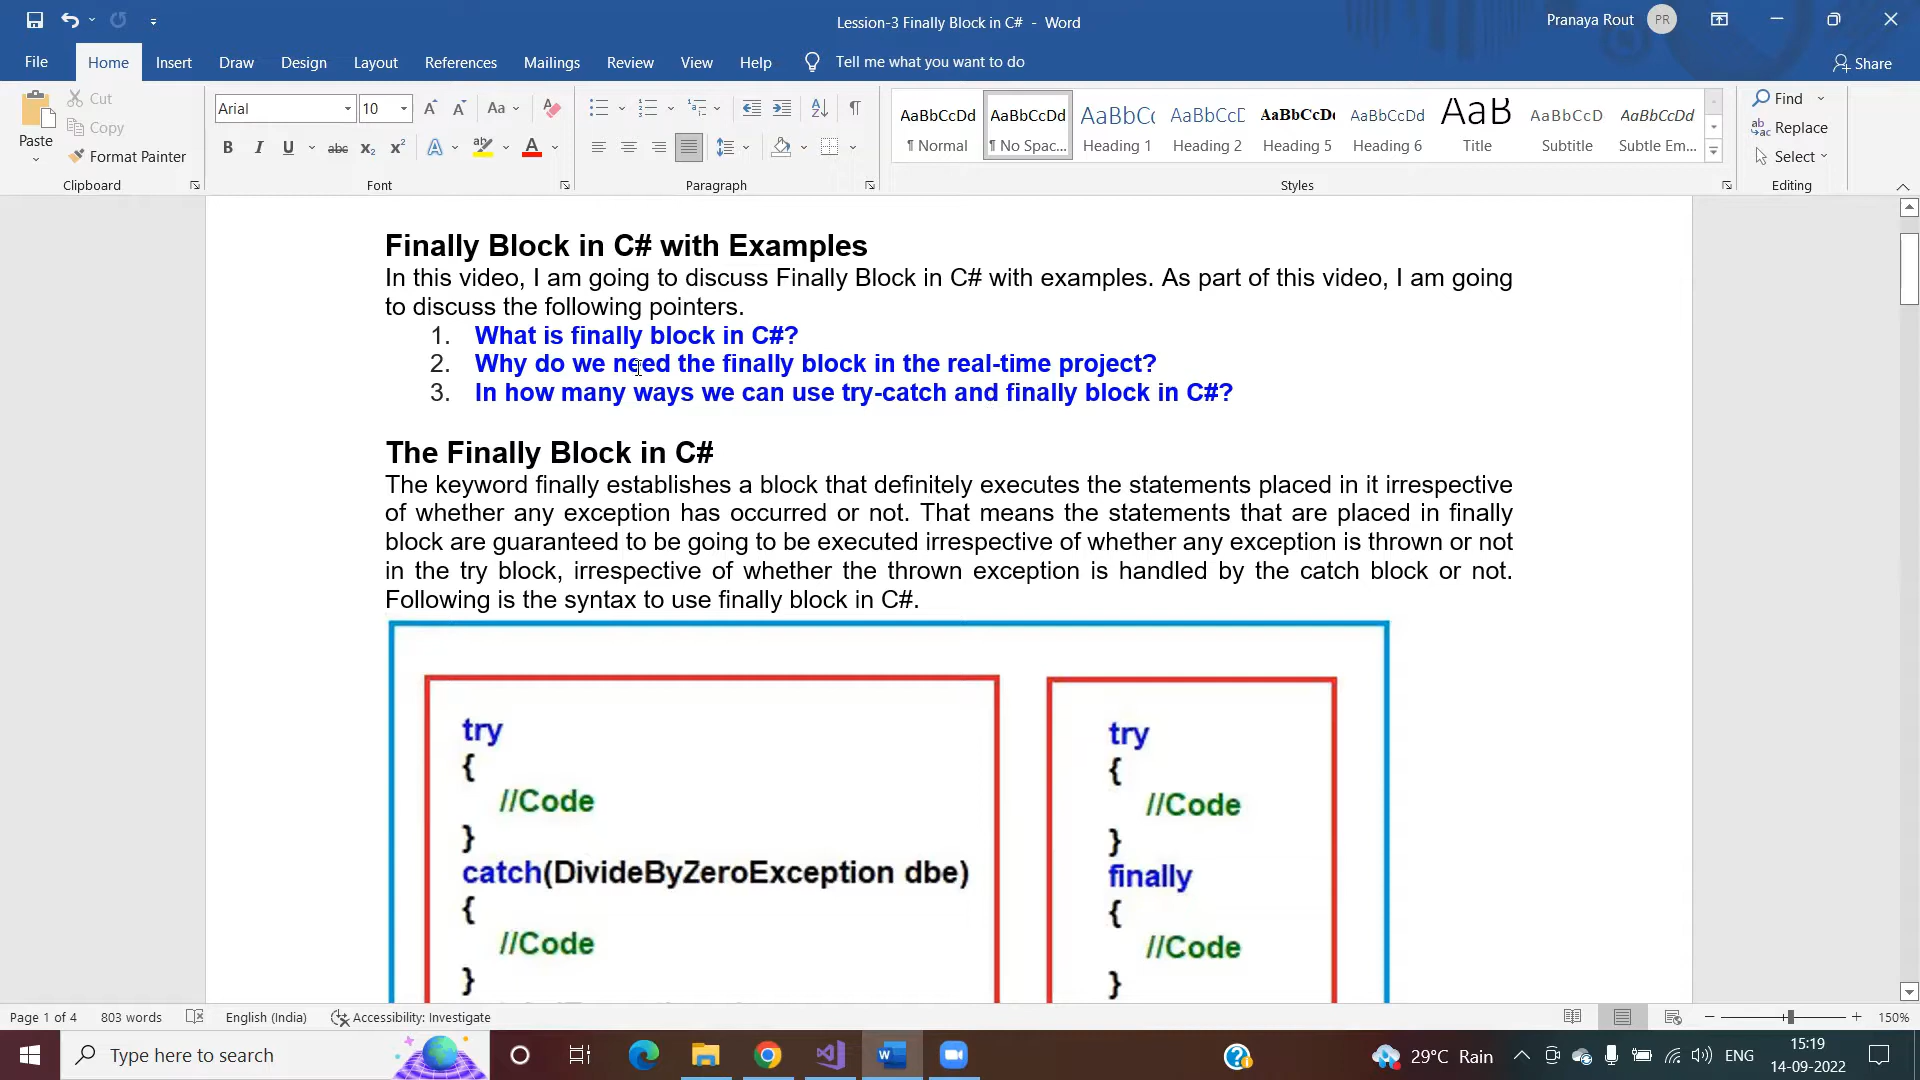 Lession-3 Finally Block in C# - Word
Pranaya Rout
PR
File
Home
Insert
Draw
Design
Layout
References
Mailings
Review
View
Help
Tell me what you want to do
Share
Paste
Cut
Copy
Format Painter
Clipboard
Arial
10
Aa
B I U abc x₂ x²
Font
Paragraph
AaBbCcDd
¶ Normal
AaBbCcDd
¶ No Spac...
AaBbC
Heading 1
AaBbCcD
Heading 2
AaBbCcD
Heading 5
AaBbCcDd
Heading 6
AaB
Title
AaBbCcD
Subtitle
AaBbCcDd
Subtle Em...
Styles
Find
Replace
Select
Editing
Finally Block in C# with Examples
In this video, I am going to discuss Finally Block in C# with examples. As part of this video, I am going
to discuss the following pointers.
1. What is finally block in C#?
2. Why do we need the finally block in the real-time project?
3. In how many ways we can use try-catch and finally block in C#?
The Finally Block in C#
The keyword finally establishes a block that definitely executes the statements placed in it irrespective
of whether any exception has occurred or not. That means the statements that are placed in finally
block are guaranteed to be going to be executed irrespective of whether any exception is thrown or not
in the try block, irrespective of whether the thrown exception is handled by the catch block or not.
Following is the syntax to use finally block in C#.
try
{
//Code
}
catch(DivideByZeroException dbe)
{
//Code
}
try
{
//Code
}
finally
{
//Code
}
Page 1 of 4
803 words
English (India)
Accessibility: Investigate
150%
Type here to search
29°C Rain
ENG
15:19
14-09-2022